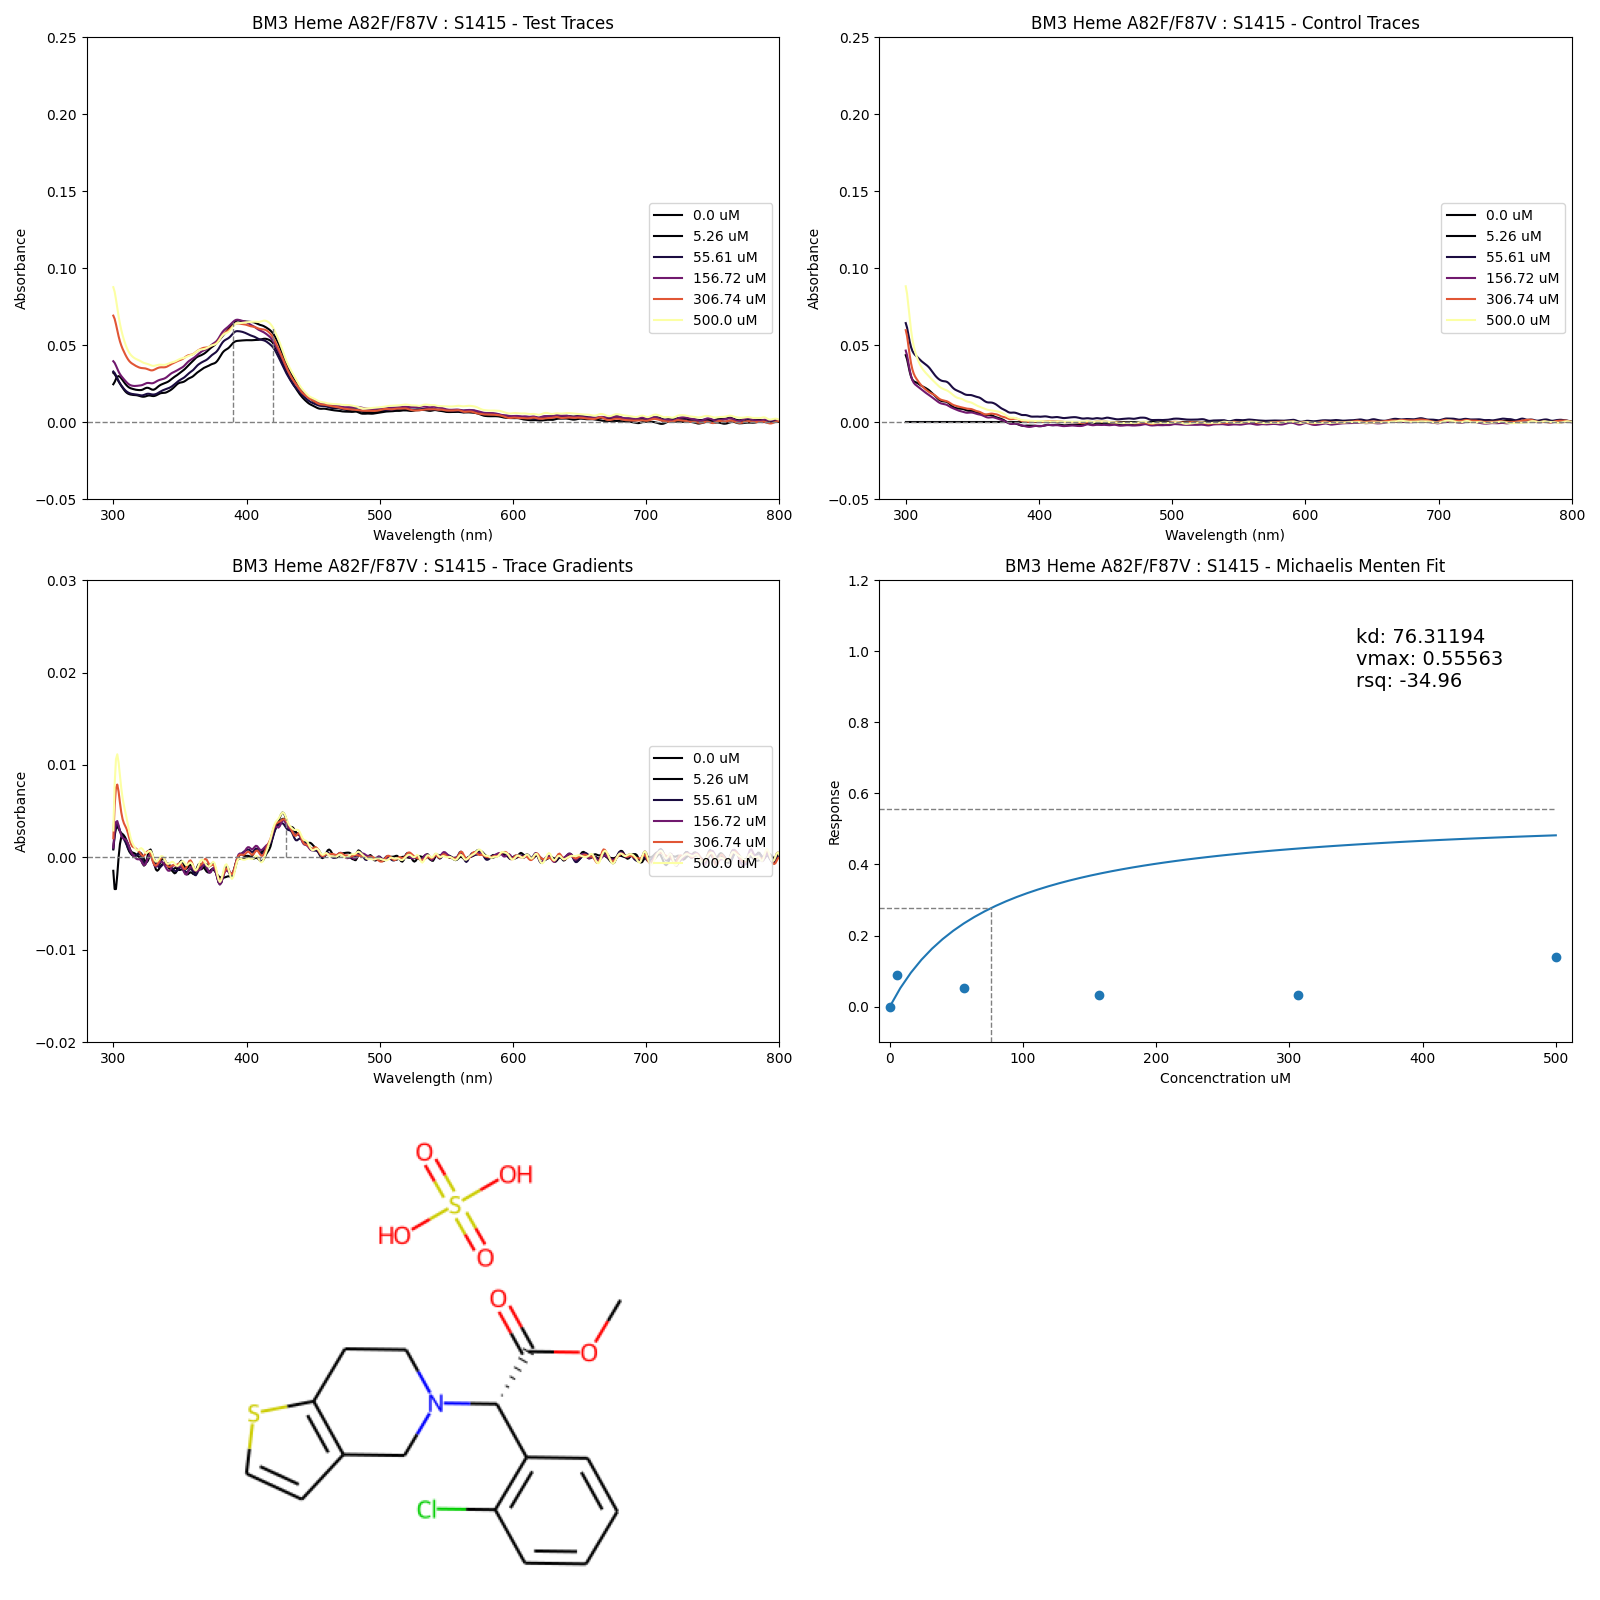 BM3 Heme A82F/F87V : S1415 - Test Traces
0.25
0.20
0.15
0.10
0.05
0.00
−0.05
Absorbance
300 400 500 600 700 800
Wavelength (nm)
0.0 uM
5.26 uM
55.61 uM
156.72 uM
306.74 uM
500.0 uM
BM3 Heme A82F/F87V : S1415 - Control Traces
0.25
0.20
0.15
0.10
0.05
0.00
−0.05
Absorbance
300 400 500 600 700 800
Wavelength (nm)
0.0 uM
5.26 uM
55.61 uM
156.72 uM
306.74 uM
500.0 uM
BM3 Heme A82F/F87V : S1415 - Trace Gradients
0.03
0.02
0.01
0.00
−0.01
−0.02
Absorbance
300 400 500 600 700 800
Wavelength (nm)
0.0 uM
5.26 uM
55.61 uM
156.72 uM
306.74 uM
500.0 uM
BM3 Heme A82F/F87V : S1415 - Michaelis Menten Fit
1.2
1.0
0.8
0.6
0.4
0.2
0.0
Response
0 100 200 300 400 500
Concenctration uM
kd: 76.31194
vmax: 0.55563
rsq: -34.96
O
OH
S
HO
O
O
O
N
S
Cl